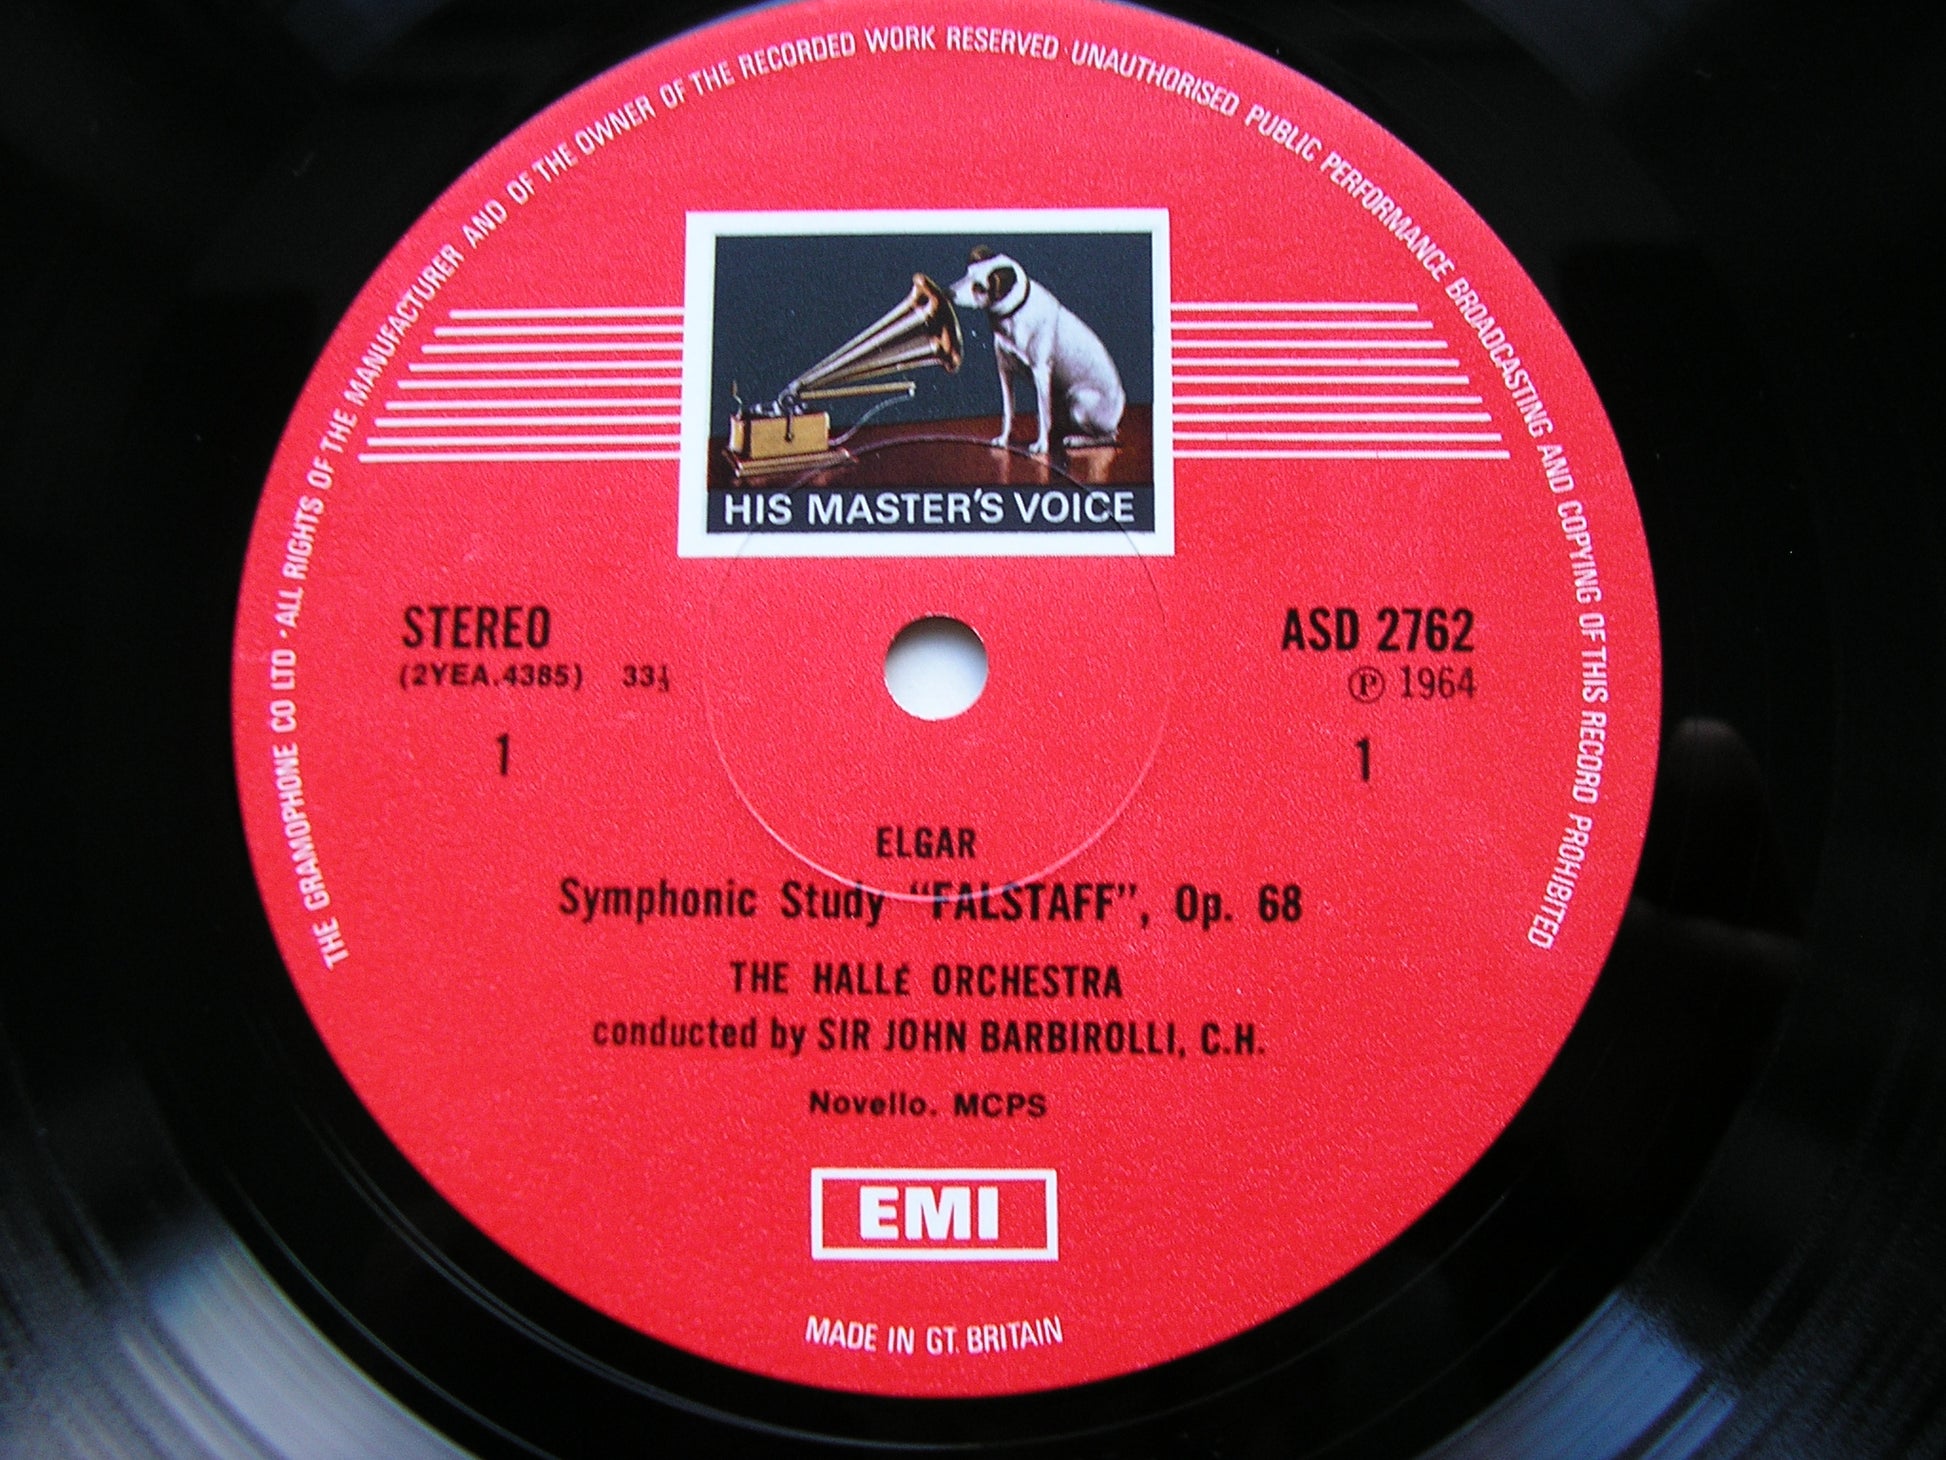 THE GRAMOPHONE CO LTD · ALL RIGHTS OF THE MANUFACTURER AND OF THE OWNER OF THE RECORDED WORK RESERVED · UNAUTHORISED PUBLIC PERFORMANCE BROADCASTING AND COPYING OF THIS RECORD PROHIBITED
HIS MASTER'S VOICE
STEREO
(2YEA.4385) 33⅓
1
ASD 2762
Ⓟ 1964
1
ELGAR
Symphonic Study “FALSTAFF”, Op. 68
THE HALLÉ ORCHESTRA
conducted by SIR JOHN BARBIROLLI, C.H.
Novello. MCPS
EMI
MADE IN GT. BRITAIN